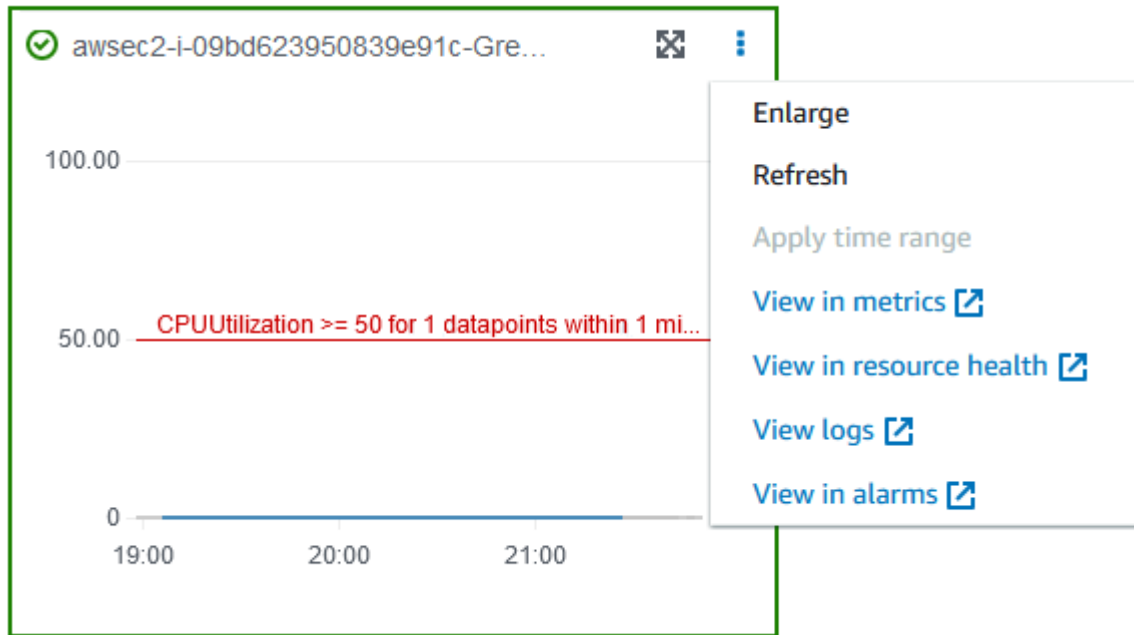 awsec2-i-09bd623950839e91c-Gre...
100.00
CPUUtilization >= 50 for 1 datapoints within 1 mi...
50.00
0
19:00 20:00 21:00
Enlarge
Refresh
Apply time range
View in metrics
View in resource health
View logs
View in alarms